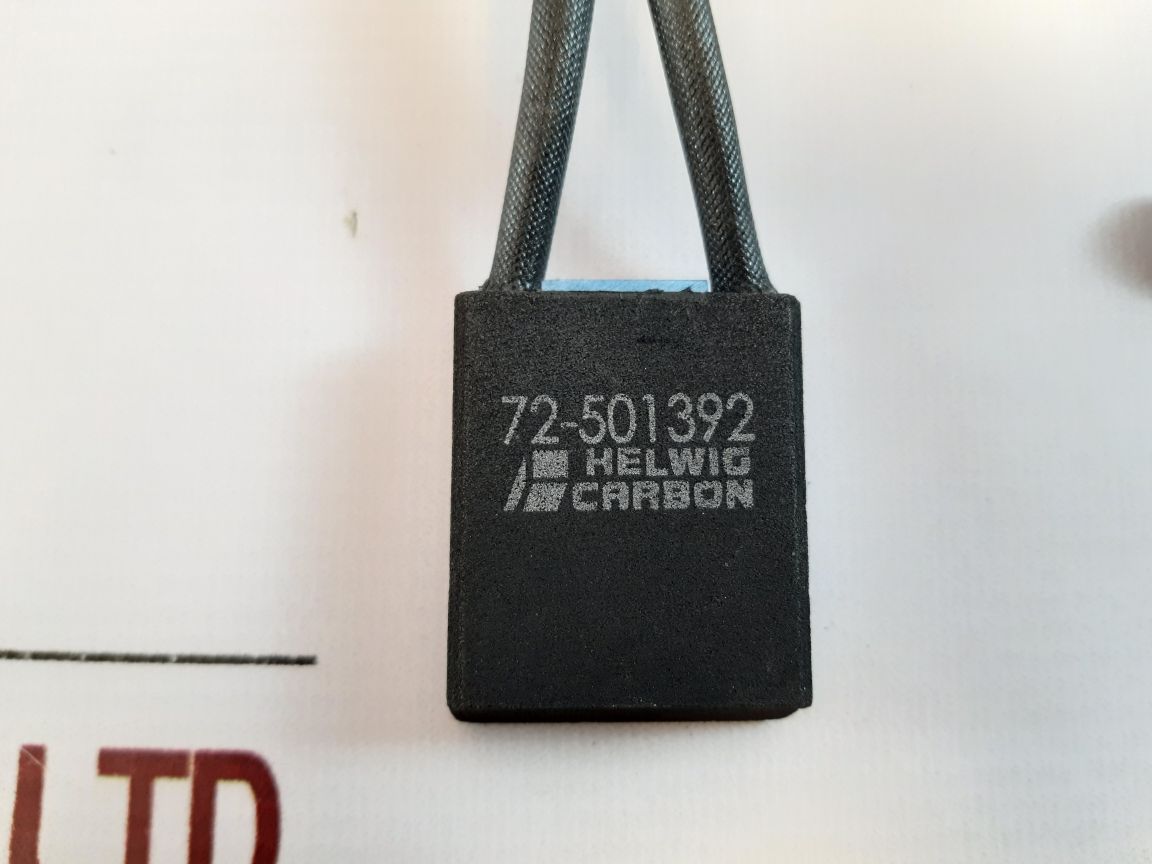 72-501392
HELWIG
CARBON
LTD